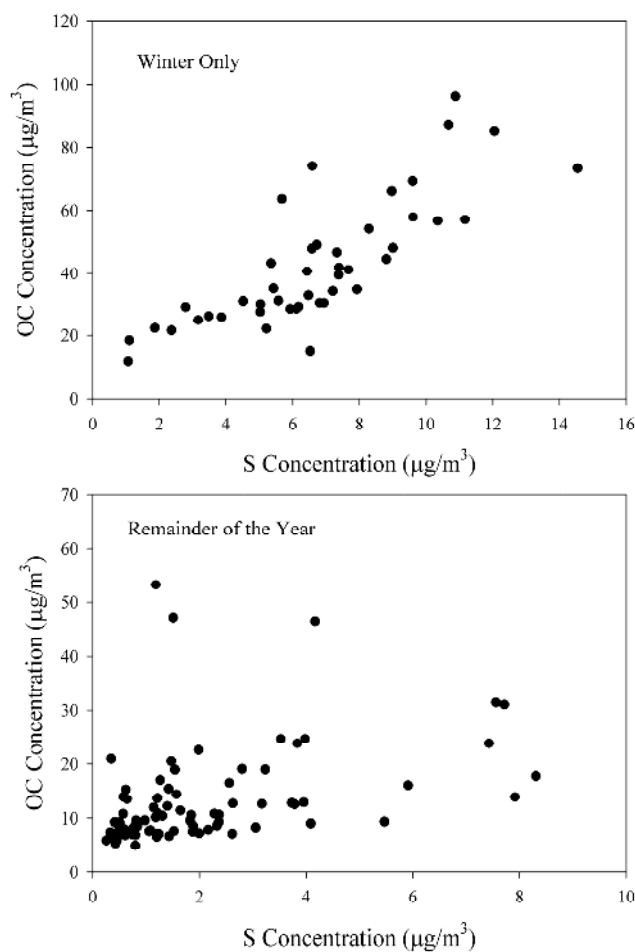 120
Winter Only
100
80
60
40
20
0
OC Concentration (µg/m³)
0 2 4 6 8 10 12 14 16
S Concentration (µg/m³)
70
Remainder of the Year
60
50
40
30
20
10
0
OC Concentration (µg/m³)
0 2 4 6 8 10
S Concentration (µg/m³)